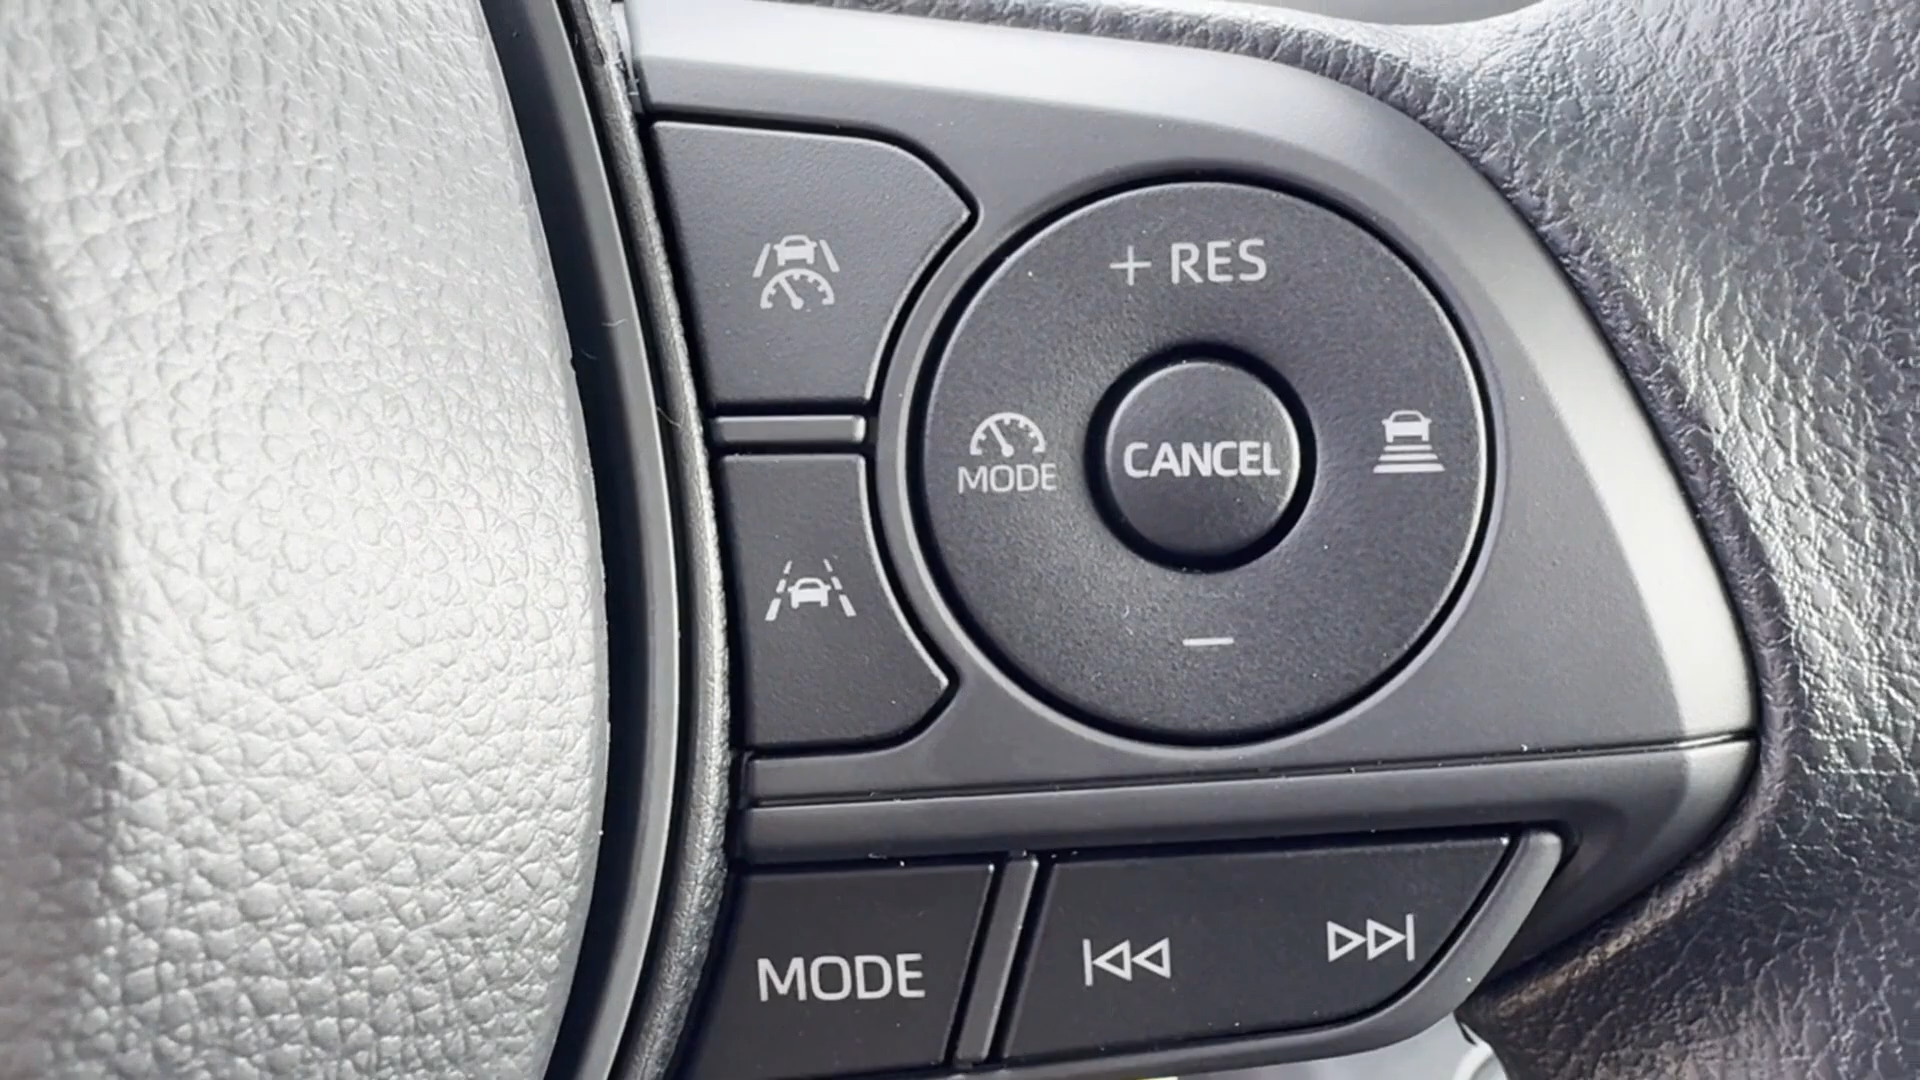 + RES
MODE
CANCEL
—
MODE